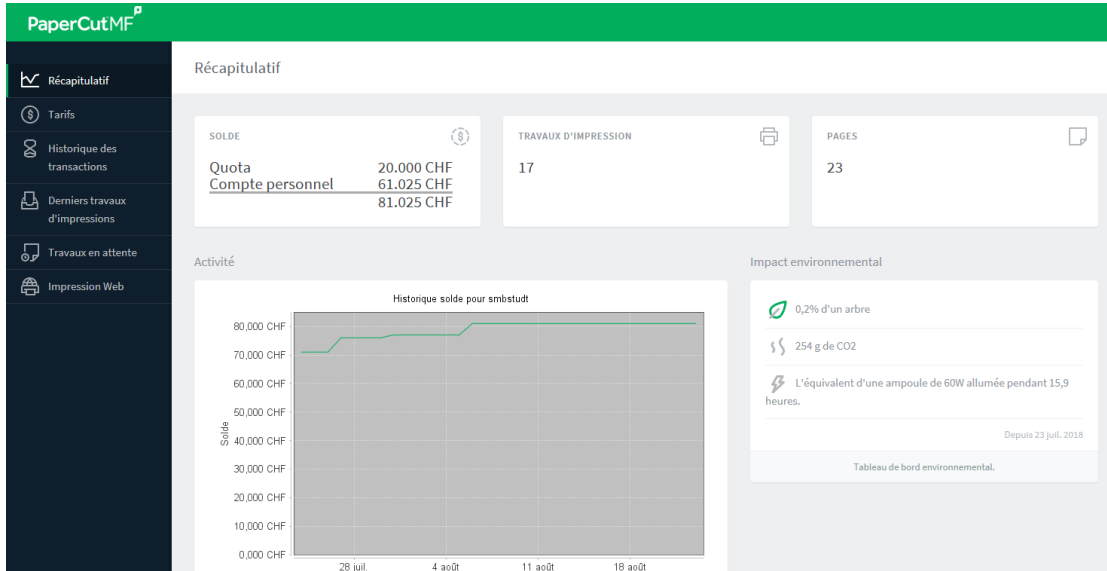 PaperCutMF
Récapitulatif
Tarifs
Historique des
transactions
Derniers travaux
d'impressions
Travaux en attente
Impression Web
Récapitulatif
SOLDE
Quota 20.000 CHF
Compte personnel 61.025 CHF
81.025 CHF
TRAVAUX D'IMPRESSION
17
PAGES
23
Activité
Historique solde pour smbstudt
Solde
80,000 CHF
70,000 CHF
60,000 CHF
50,000 CHF
40,000 CHF
30,000 CHF
20,000 CHF
10,000 CHF
0,000 CHF
28 juil. 4 août 11 août 18 août
Impact environnemental
0,2% d'un arbre
254 g de CO2
L'équivalent d'une ampoule de 60W allumée pendant 15,9
heures.
Depuis 23 juil. 2018
Tableau de bord environnemental.